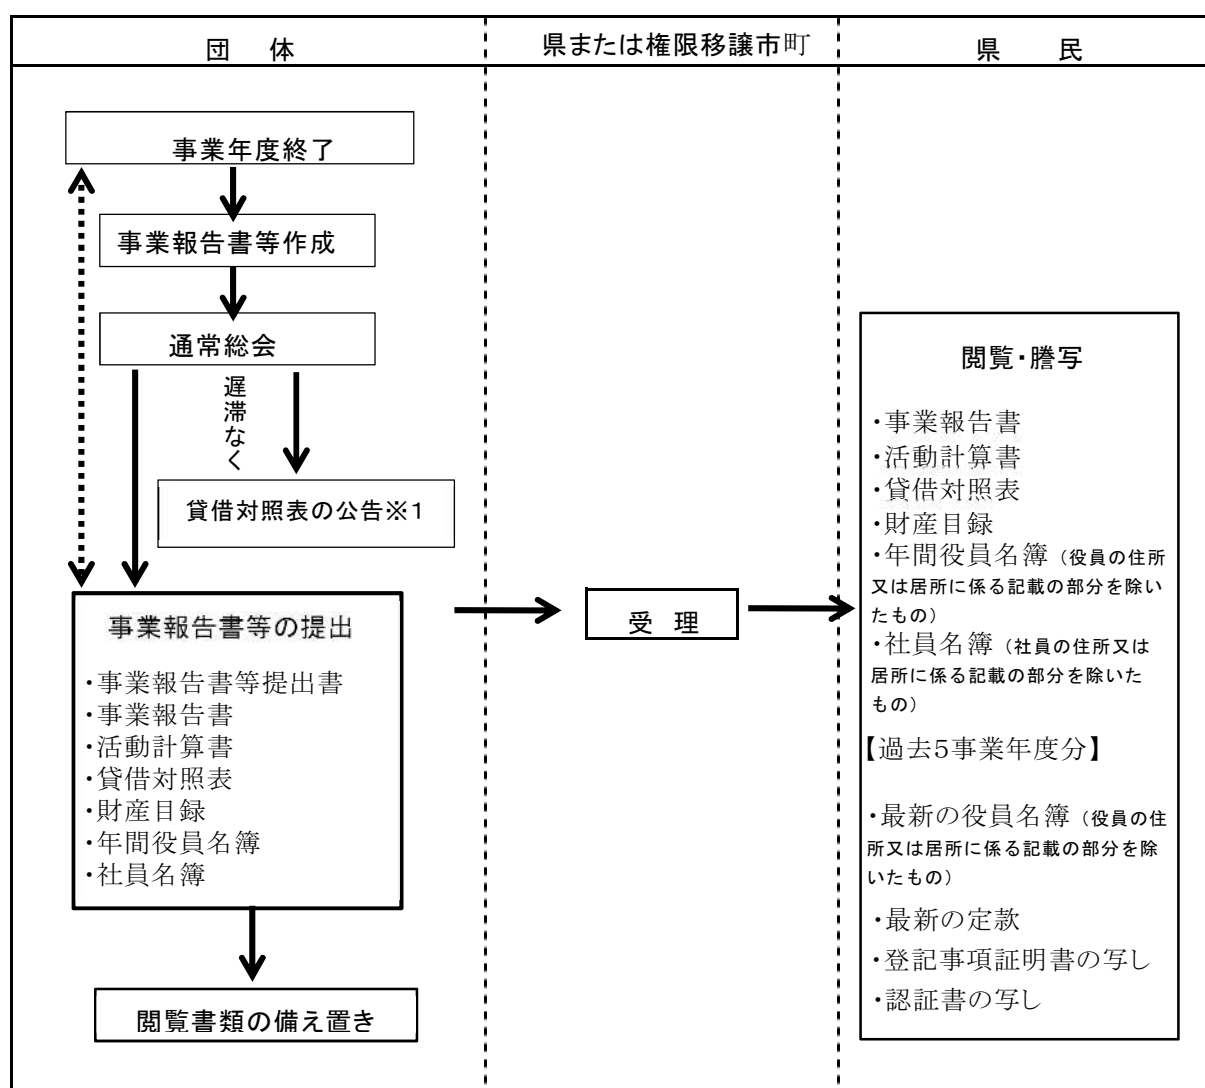 団　体
県または権限移譲市町
県　民
事業年度終了
事業報告書等作成
通常総会
遅滞なく
貸借対照表の公告※1
事業報告書等の提出
・事業報告書等提出書
・事業報告書
・活動計算書
・貸借対照表
・財産目録
・年間役員名簿
・社員名簿
閲覧書類の備え置き
受　理
閲覧・謄写
・事業報告書
・活動計算書
・貸借対照表
・財産目録
・年間役員名簿（役員の住所
又は居所に係る記載の部分を除い
たもの）
・社員名簿（社員の住所又は
居所に係る記載の部分を除いた
もの）
【過去5事業年度分】
・最新の役員名簿（役員の住
所又は居所に係る記載の部分を除
いたもの）
・最新の定款
・登記事項証明書の写し
・認証書の写し